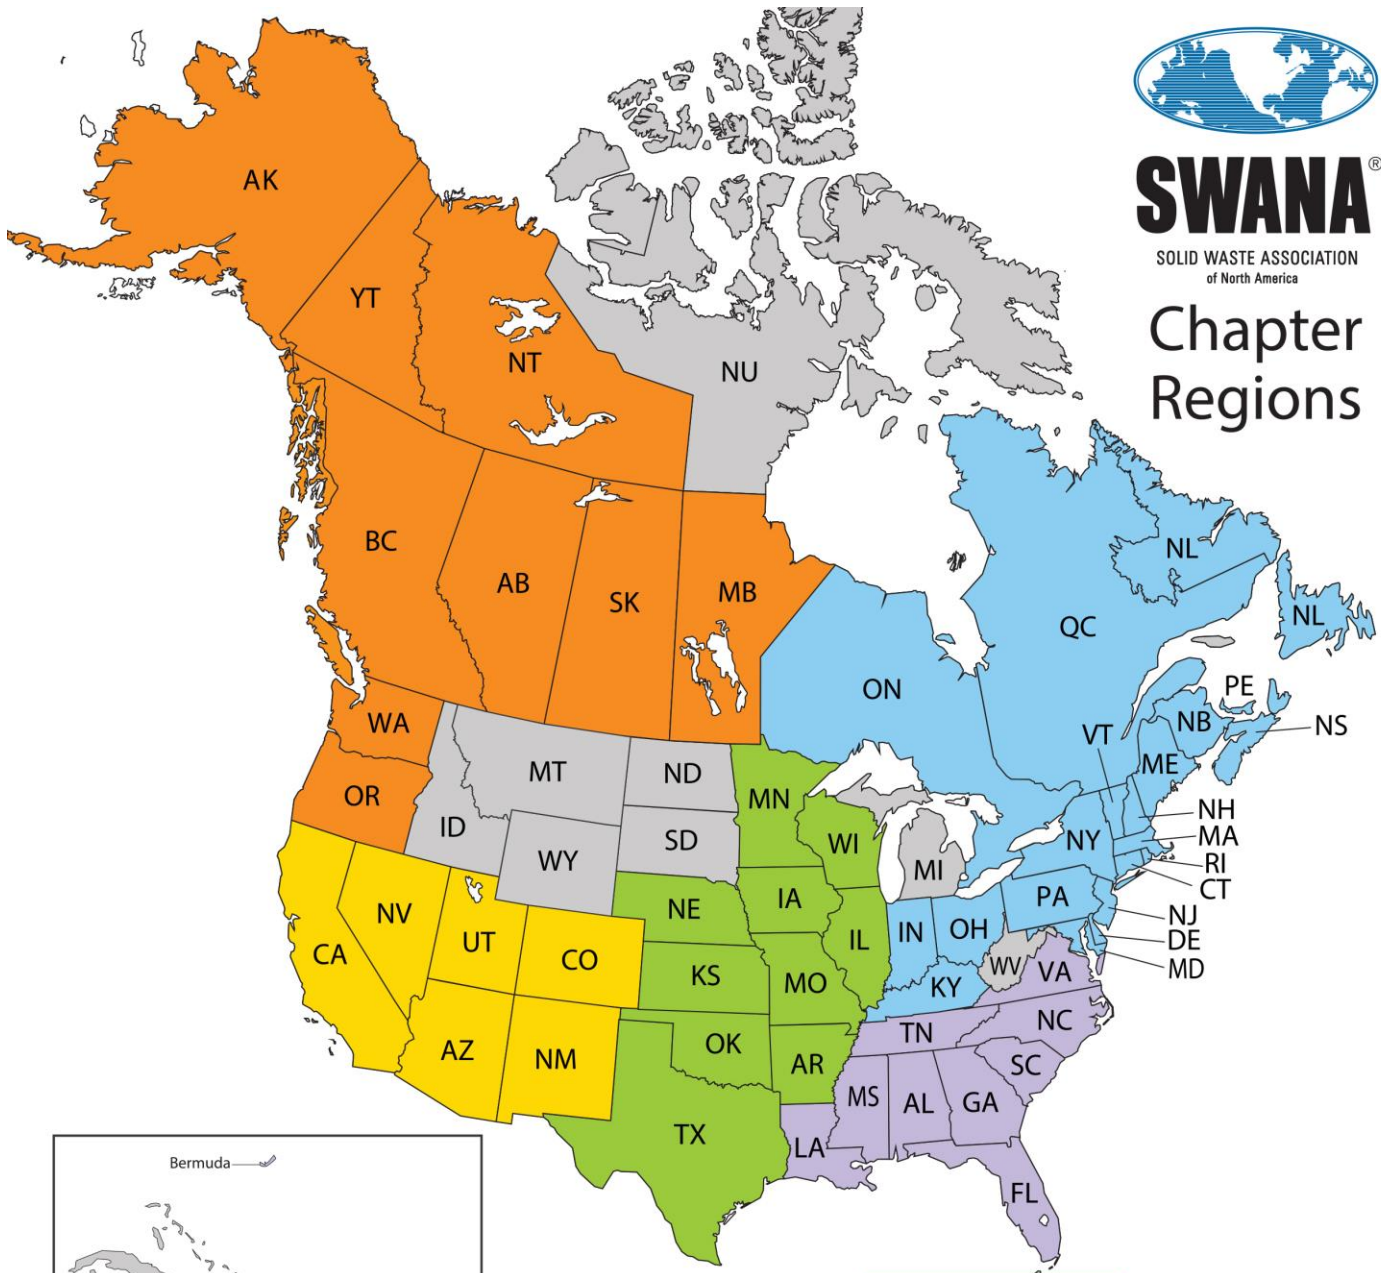 SWANA®
SOLID WASTE ASSOCIATION
of North America
Chapter
Regions
AK
YT
NT
NU
BC
AB
SK
MB
ON
QC
NL
NL
PE
NB
NS
VT
ME
WA
OR
ID
MT
ND
SD
WY
MN
WI
MI
NY
NH
MA
RI
CT
PA
NJ
DE
MD
CA
NV
UT
CO
NE
KS
IA
MO
IL
IN
OH
WV
VA
KY
AZ
NM
OK
AR
TN
NC
SC
TX
LA
MS
AL
GA
FL
Bermuda